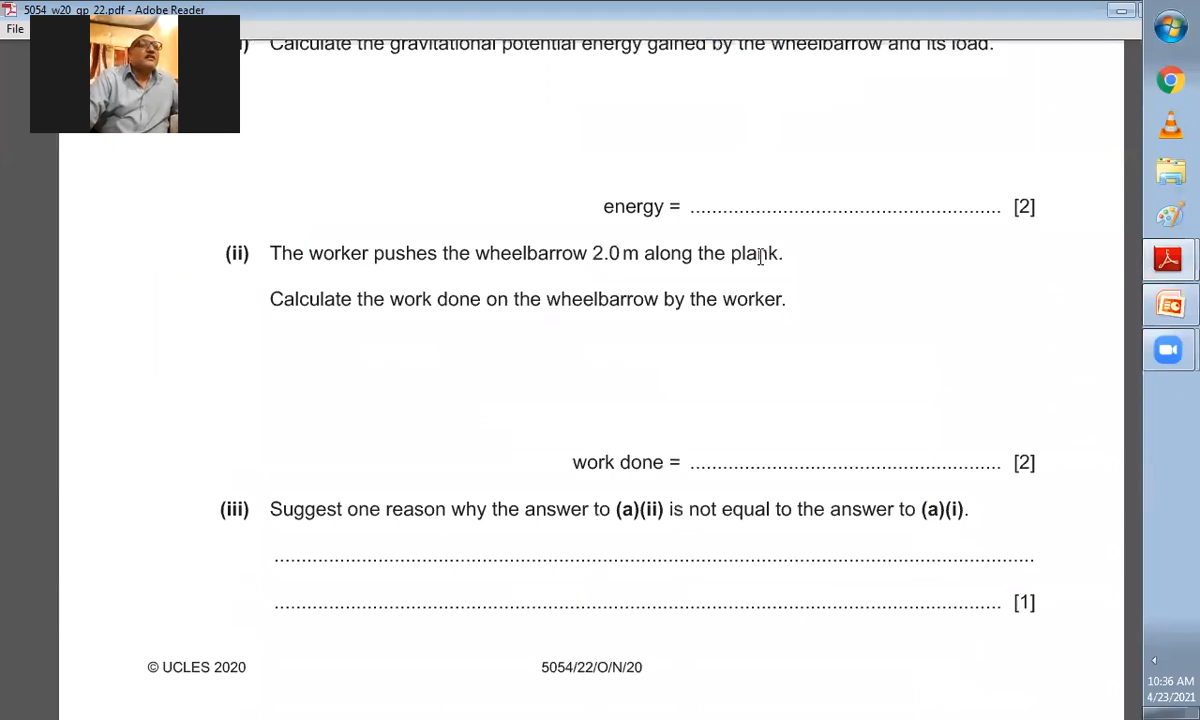 5054_w20_qp_22.pdf - Adobe Reader
File
Calculate the gravitational potential energy gained by the wheelbarrow and its load.
energy = ........................................................... [2]
(ii) The worker pushes the wheelbarrow 2.0 m along the plank.
Calculate the work done on the wheelbarrow by the worker.
work done = ........................................................... [2]
(iii) Suggest one reason why the answer to (a)(ii) is not equal to the answer to (a)(i).
...................................................................................................................................................
........................................................................................................................................... [1]
© UCLES 2020
5054/22/O/N/20
10:36 AM
4/23/2021